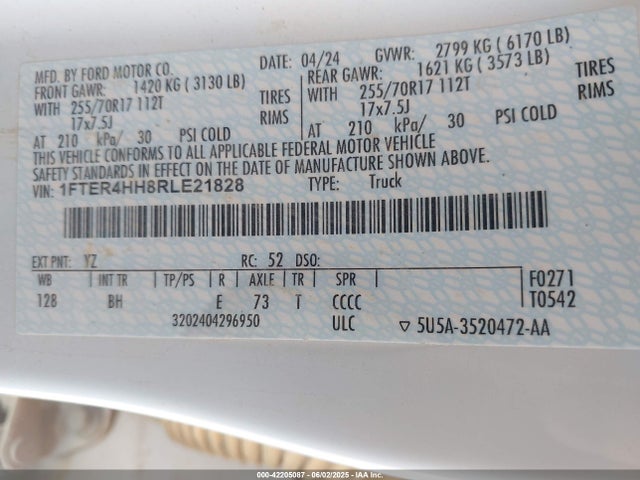 MFD. BY FORD MOTOR CO.
DATE: 04/24 GVWR: 2799 KG ( 6170 LB)
FRONT GAWR: 1420 KG ( 3130 LB) REAR GAWR: 1621 KG ( 3573 LB)
WITH 255/70R17 112T TIRES WITH 255/70R17 112T TIRES
17x7.5J RIMS 17x7.5J RIMS
AT 210 kPa/ 30 PSI COLD AT 210 kPa/ 30 PSI COLD
THIS VEHICLE CONFORMS TO ALL APPLICABLE FEDERAL MOTOR VEHICLE
SAFETY STANDARDS IN EFFECT ON THE DATE OF MANUFACTURE SHOWN ABOVE.
VIN: 1FTER4HH8RLE21828 TYPE: Truck
EXT PNT: YZ RC: 52 DSO:
WB INT TR TP/PS R AXLE TR SPR F0271
128 BH E 73 T CCCC T0542
3202404296950 ULC ▽ 5U5A-3520472-AA
000-42205087 - 06/02/2025 - IAA Inc.